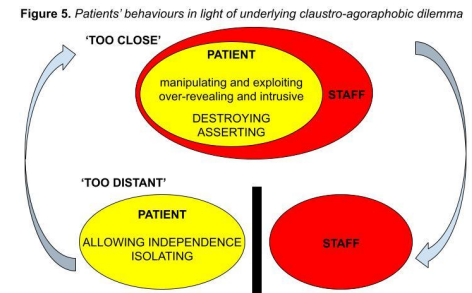 Figure 5. Patients' behaviours in light of underlying claustro-agoraphobic dilemma
'TOO CLOSE'
PATIENT
manipulating and exploiting
over-revealing and intrusive
STAFF
DESTROYING
ASSERTING
'TOO DISTANT'
PATIENT
ALLOWING INDEPENDENCE
ISOLATING
STAFF